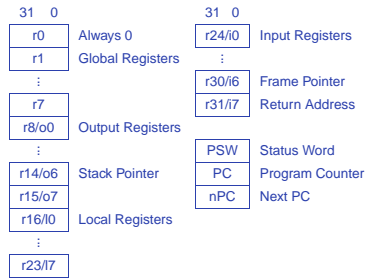 31 0
r0 Always 0
r1 Global Registers
⋮
r7
r8/o0 Output Registers
⋮
r14/o6 Stack Pointer
r15/o7
r16/l0 Local Registers
⋮
r23/l7
31 0
r24/i0 Input Registers
⋮
r30/i6 Frame Pointer
r31/i7 Return Address
PSW Status Word
PC Program Counter
nPC Next PC